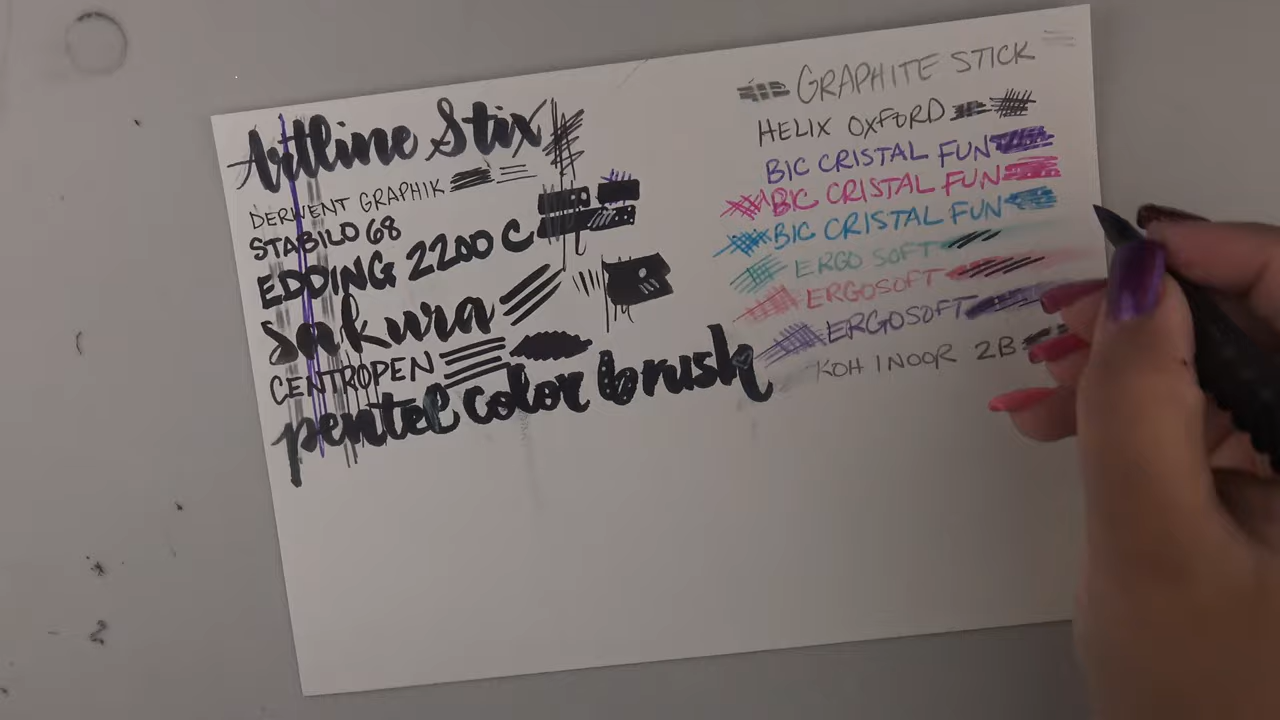 Artline Stix
DERWENT GRAPHIK
STABILO 68
EDDING 2200 C
Sakura
CENTROPEN
pentel color brush
GRAPHITE STICK
HELIX OXFORD
BIC CRISTAL FUN
BIC CRISTAL FUN
BIC CRISTAL FUN
ERGO SOFT
ERGOSOFT
ERGOSOFT
KOH INOOR 2B